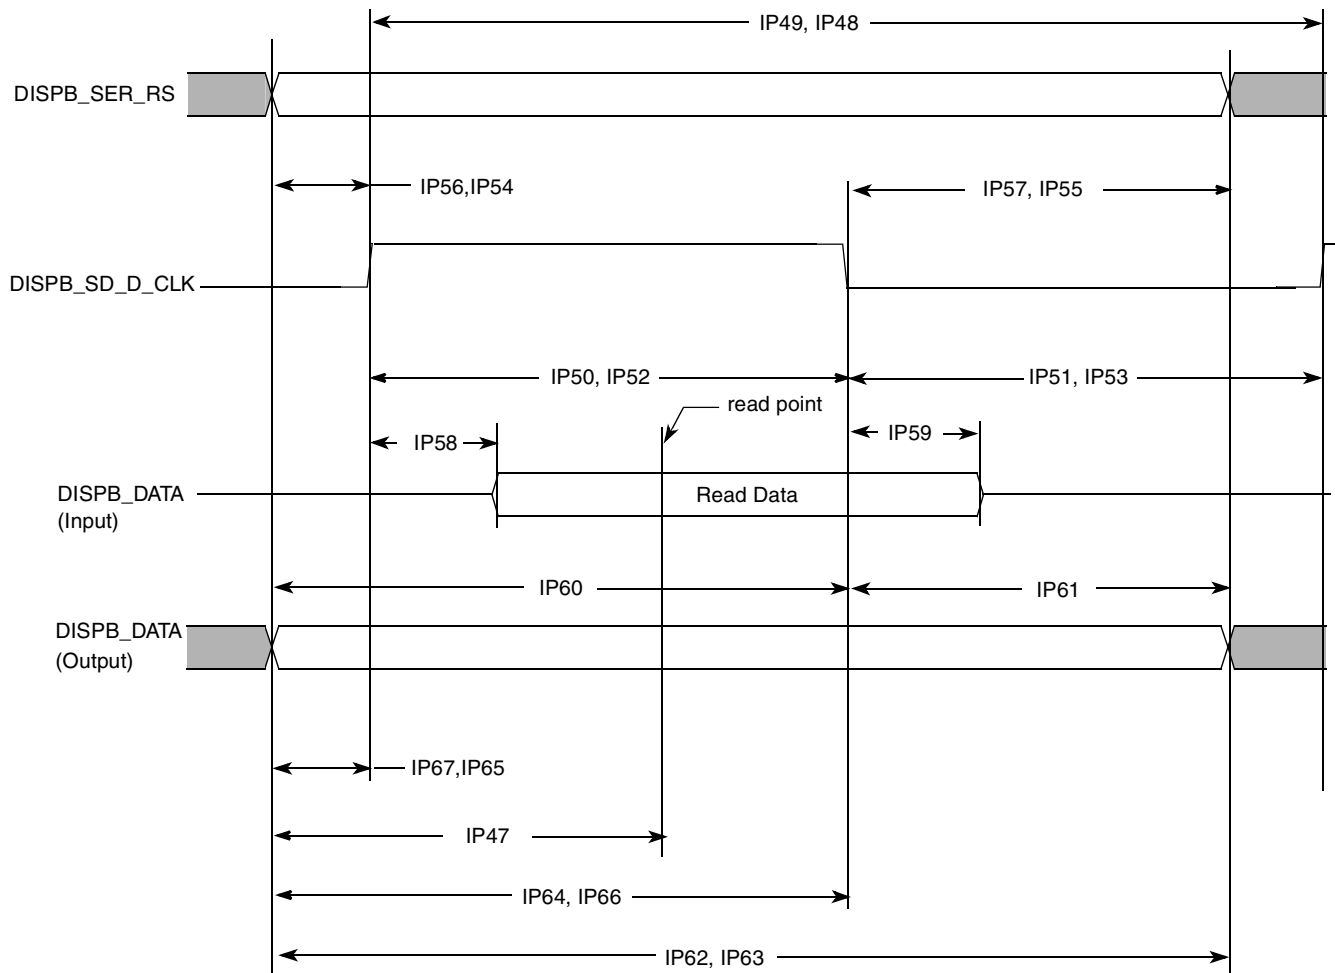 IP49, IP48
DISPB_SER_RS
IP56,IP54
IP57, IP55
DISPB_SD_D_CLK
IP50, IP52
IP51, IP53
read point
IP58
IP59
DISPB_DATA
(Input)
Read Data
IP60
IP61
DISPB_DATA
(Output)
IP67,IP65
IP47
IP64, IP66
IP62, IP63